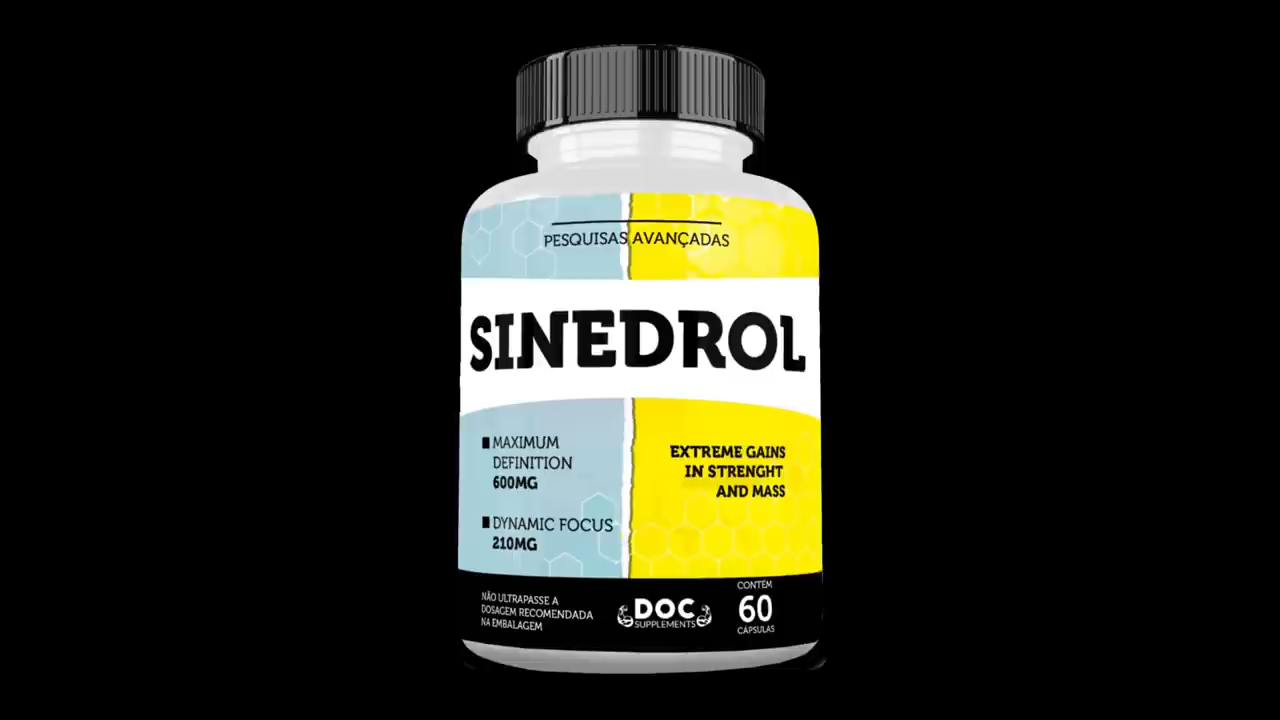 PESQUISAS AVANÇADAS
SINEDROL
MAXIMUM
DEFINITION
600MG
DYNAMIC FOCUS
210MG
EXTREME GAINS
IN STRENGHT
AND MASS
NÃO ULTRAPASSE A
DOSAGEM RECOMENDADA
NA EMBALAGEM
DOC
SUPPLEMENTS
CONTÉM
60
CÁPSULAS